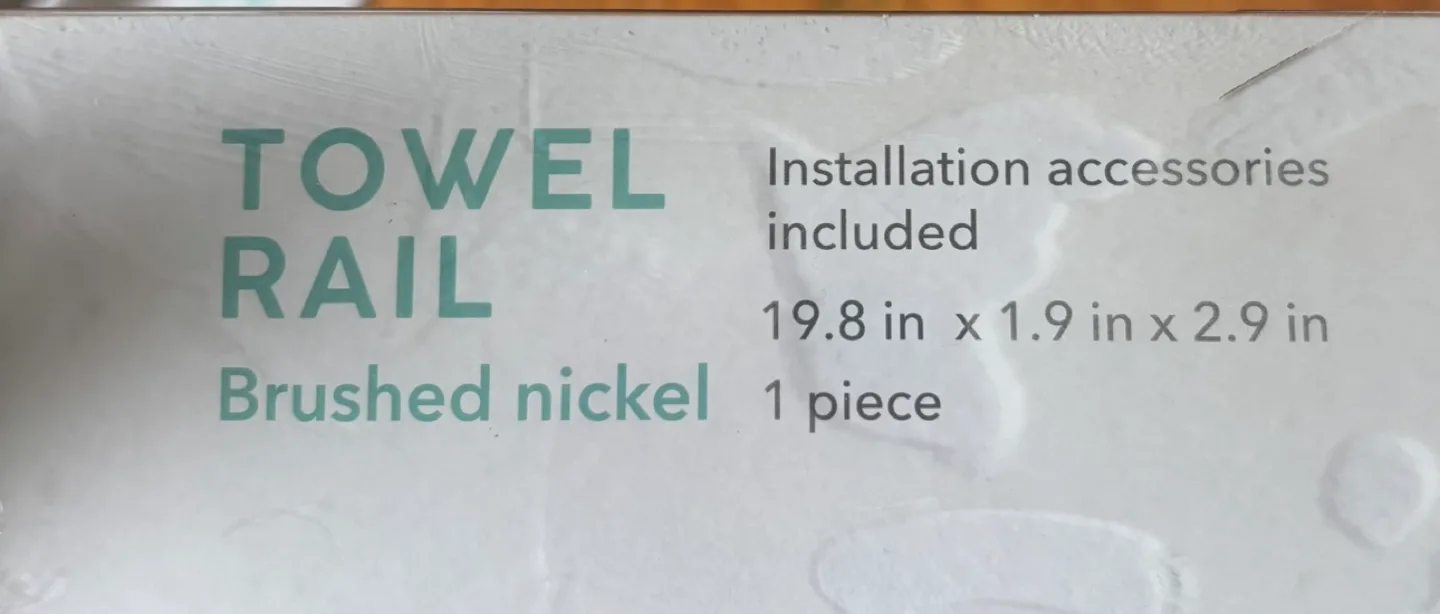 TOWEL
RAIL
Brushed nickel
Installation accessories
included
19.8 in x 1.9 in x 2.9 in
1 piece